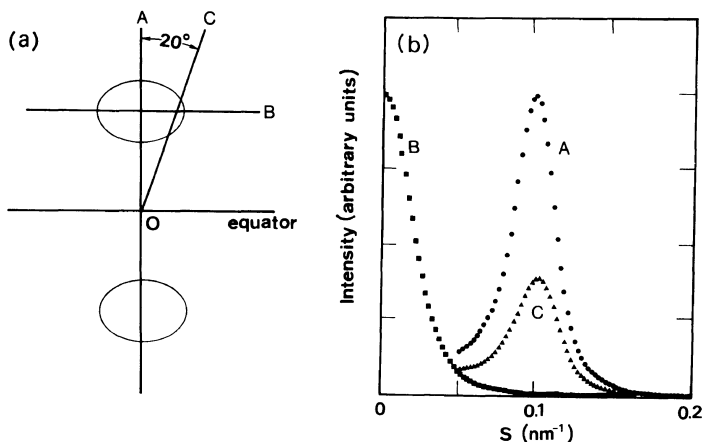 (a)
A
C
20°
B
O
equator
(b)
Intensity (arbitrary units)
B
A
C
0
0.1
0.2
S (nm⁻¹)